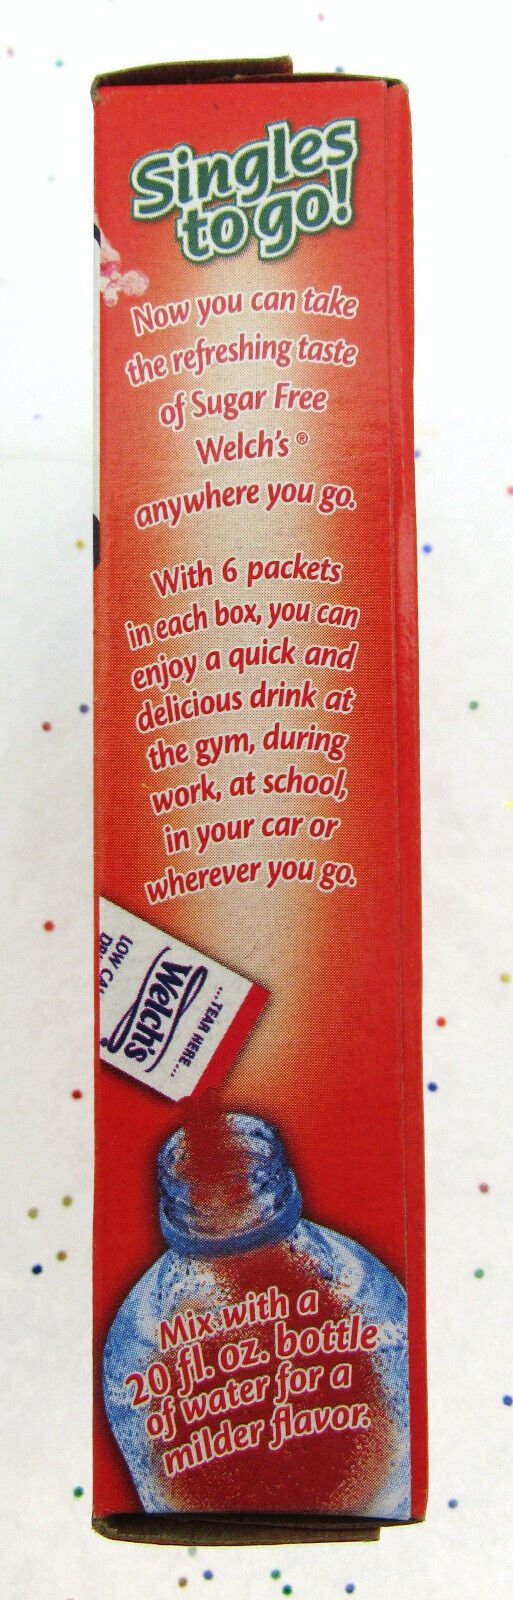 Singles
to go!
Now you can take
the refreshing taste
of Sugar Free
Welch's®
anywhere you go.
With 6 packets
in each box, you can
enjoy a quick and
delicious drink at
the gym, during
work, at school,
in your car or
wherever you go.
...TEAR HERE...
Welch's
LOW
Mix with a
20 fl. oz. bottle
of water for a
milder flavor.